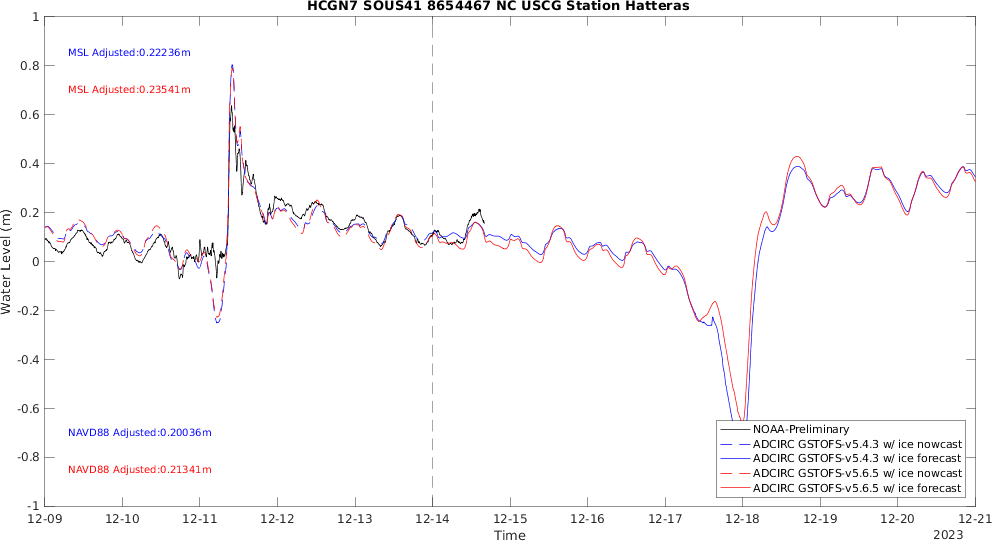 HCGN7 SOUS41 8654467 NC USCG Station Hatteras
1
0.8
0.6
0.4
0.2
0
-0.2
-0.4
-0.6
-0.8
-1
Water Level (m)
MSL Adjusted:0.22236m
MSL Adjusted:0.23541m
NAVD88 Adjusted:0.20036m
NAVD88 Adjusted:0.21341m
NOAA-Preliminary
ADCIRC GSTOFS-v5.4.3 w/ ice nowcast
ADCIRC GSTOFS-v5.4.3 w/ ice forecast
ADCIRC GSTOFS-v5.6.5 w/ ice nowcast
ADCIRC GSTOFS-v5.6.5 w/ ice forecast
12-09 12-10 12-11 12-12 12-13 12-14 12-15 12-16 12-17 12-18 12-19 12-20 12-21
Time
2023